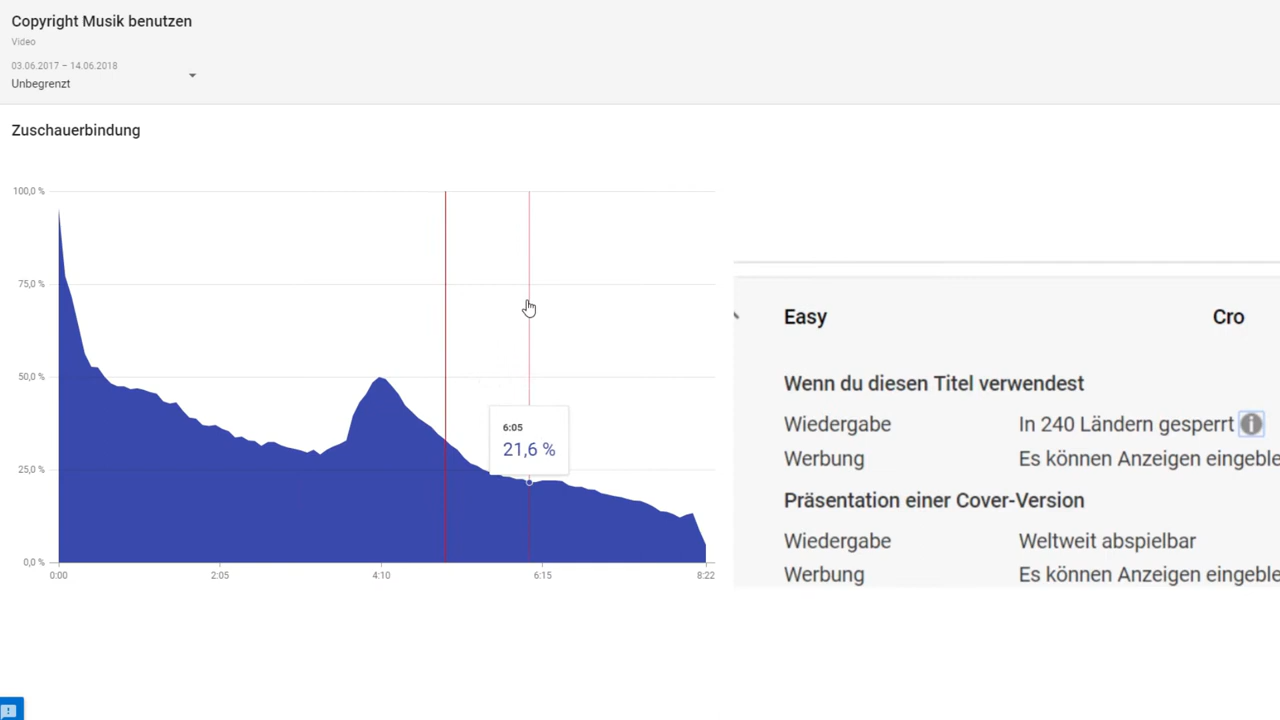 Copyright Musik benutzen
Video
03.06.2017 – 14.06.2018
Unbegrenzt
Zuschauerbindung
100,0 %
75,0 %
50,0 %
25,0 %
0,0 %
0:00
2:05
4:10
6:15
8:22
6:05
21,6 %
Easy Cro
Wenn du diesen Titel verwendest
Wiedergabe In 240 Ländern gesperrt
Werbung Es können Anzeigen eingeble
Präsentation einer Cover-Version
Wiedergabe Weltweit abspielbar
Werbung Es können Anzeigen eingeble